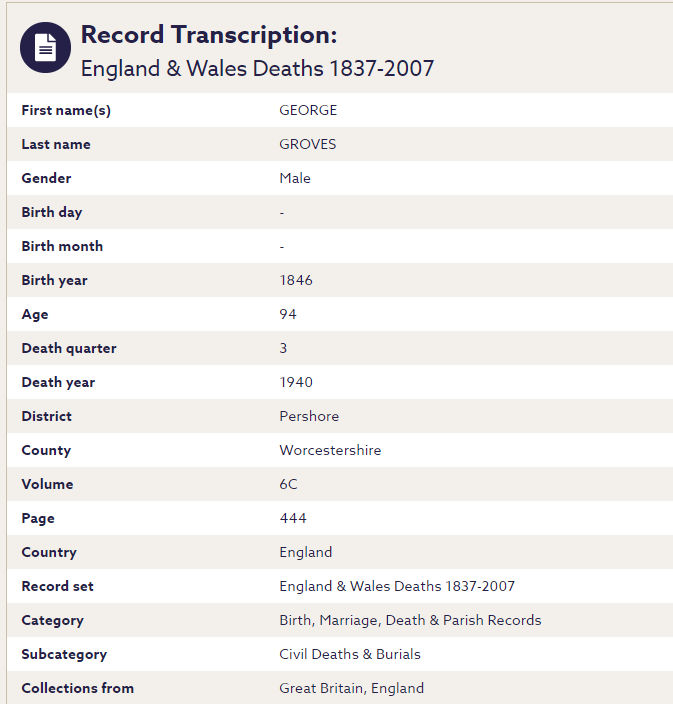 Record Transcription:
England & Wales Deaths 1837-2007
First name(s) GEORGE
Last name GROVES
Gender Male
Birth day -
Birth month -
Birth year 1846
Age 94
Death quarter 3
Death year 1940
District Pershore
County Worcestershire
Volume 6C
Page 444
Country England
Record set England & Wales Deaths 1837-2007
Category Birth, Marriage, Death & Parish Records
Subcategory Civil Deaths & Burials
Collections from Great Britain, England